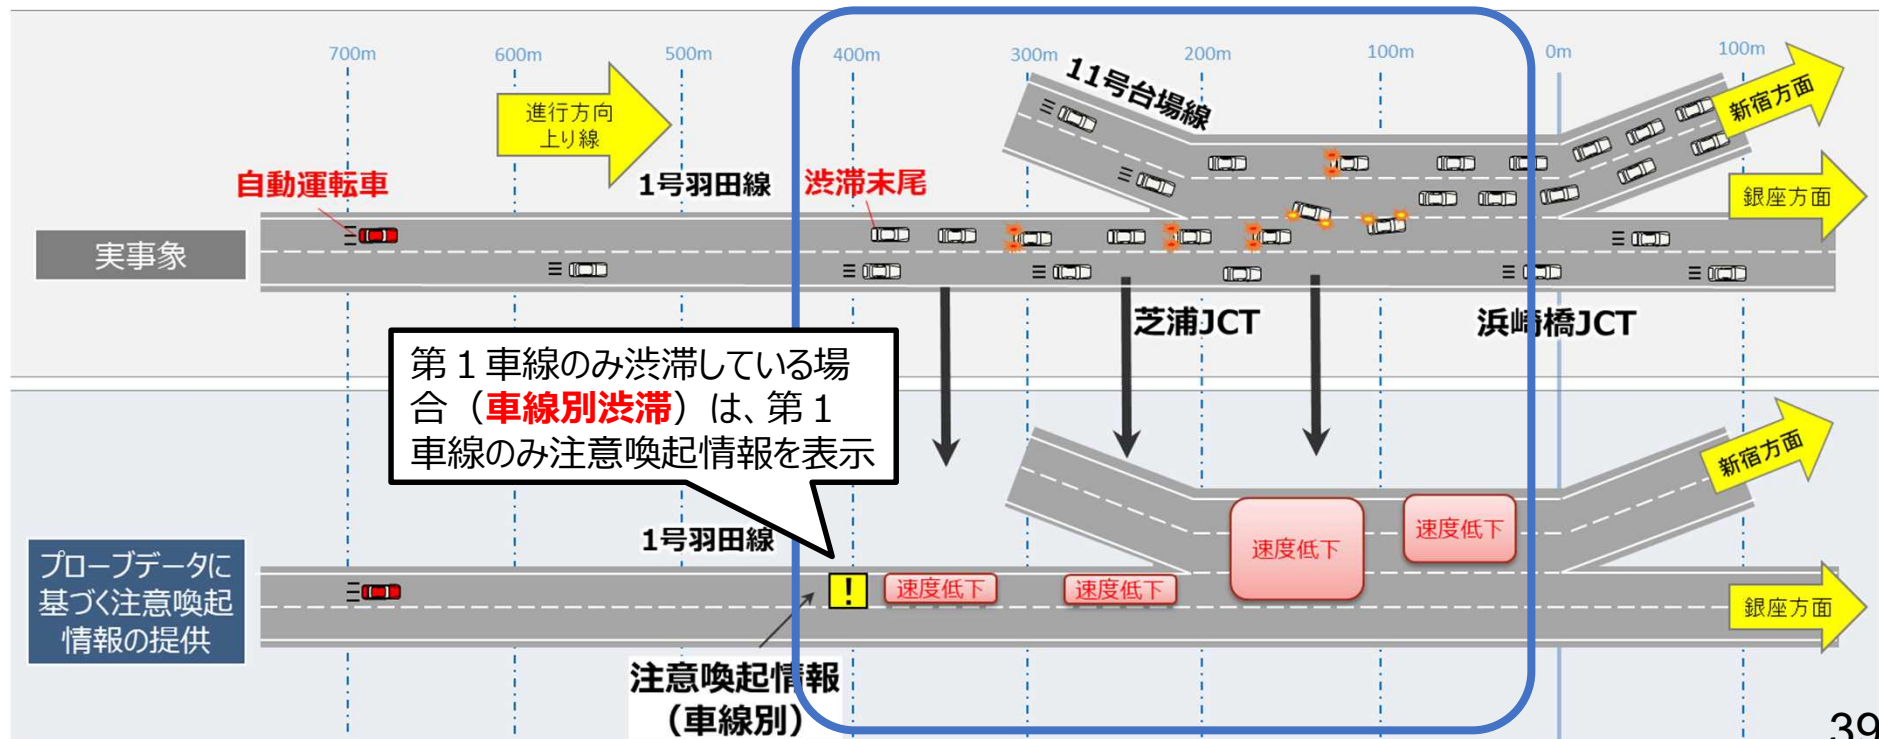 700m
600m
500m
400m
300m
200m
100m
0m
100m
進行方向
上り線
11号台場線
新宿方面
自動運転車
1号羽田線
渋滞末尾
銀座方面
実事象
芝浦JCT
浜崎橋JCT
第1車線のみ渋滞している場
合（車線別渋滞）は、第1
車線のみ注意喚起情報を表示
新宿方面
1号羽田線
速度低下
速度低下
速度低下
速度低下
!
プローブデータに
基づく注意喚起
情報の提供
銀座方面
注意喚起情報
（車線別）
39